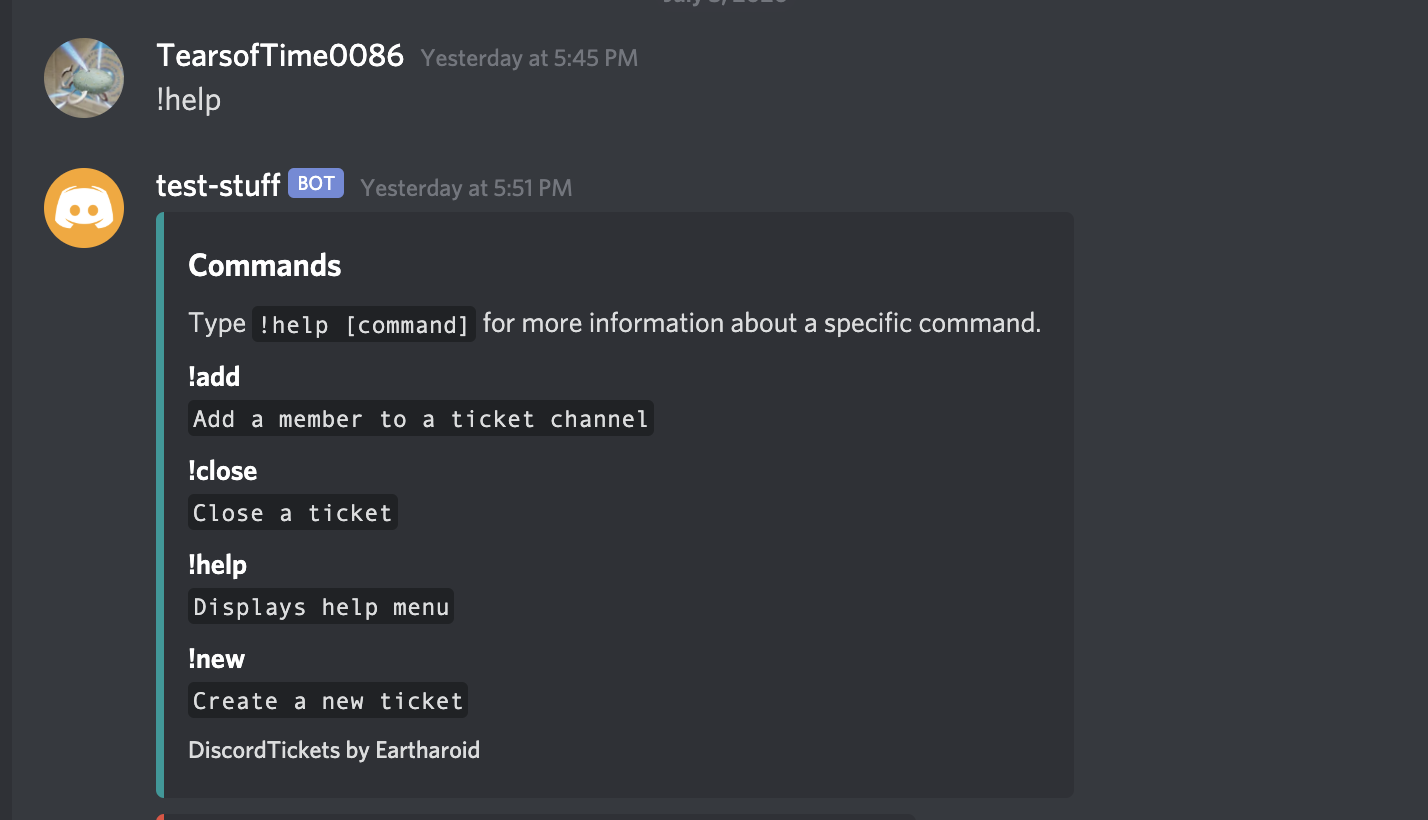 TearsofTime0086 Yesterday at 5:45 PM
!help
test-stuff BOT Yesterday at 5:51 PM
Commands
Type !help [command] for more information about a specific command.
!add
Add a member to a ticket channel
!close
Close a ticket
!help
Displays help menu
!new
Create a new ticket
DiscordTickets by Eartharoid